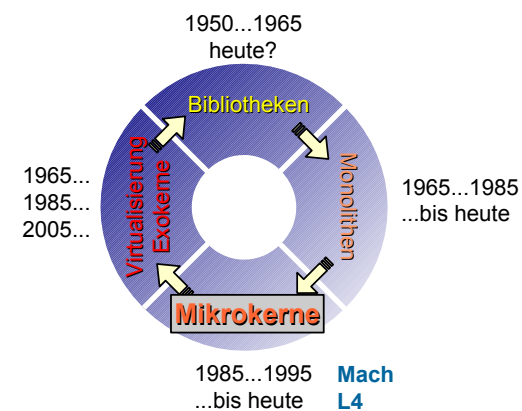 1950...1965
heute?
Bibliotheken
Monolithen
1965...1985
...bis heute
Mikrokerne
1985...1995
...bis heute
Mach
L4
Virtualisierung
Exokerne
1965...
1985...
2005...